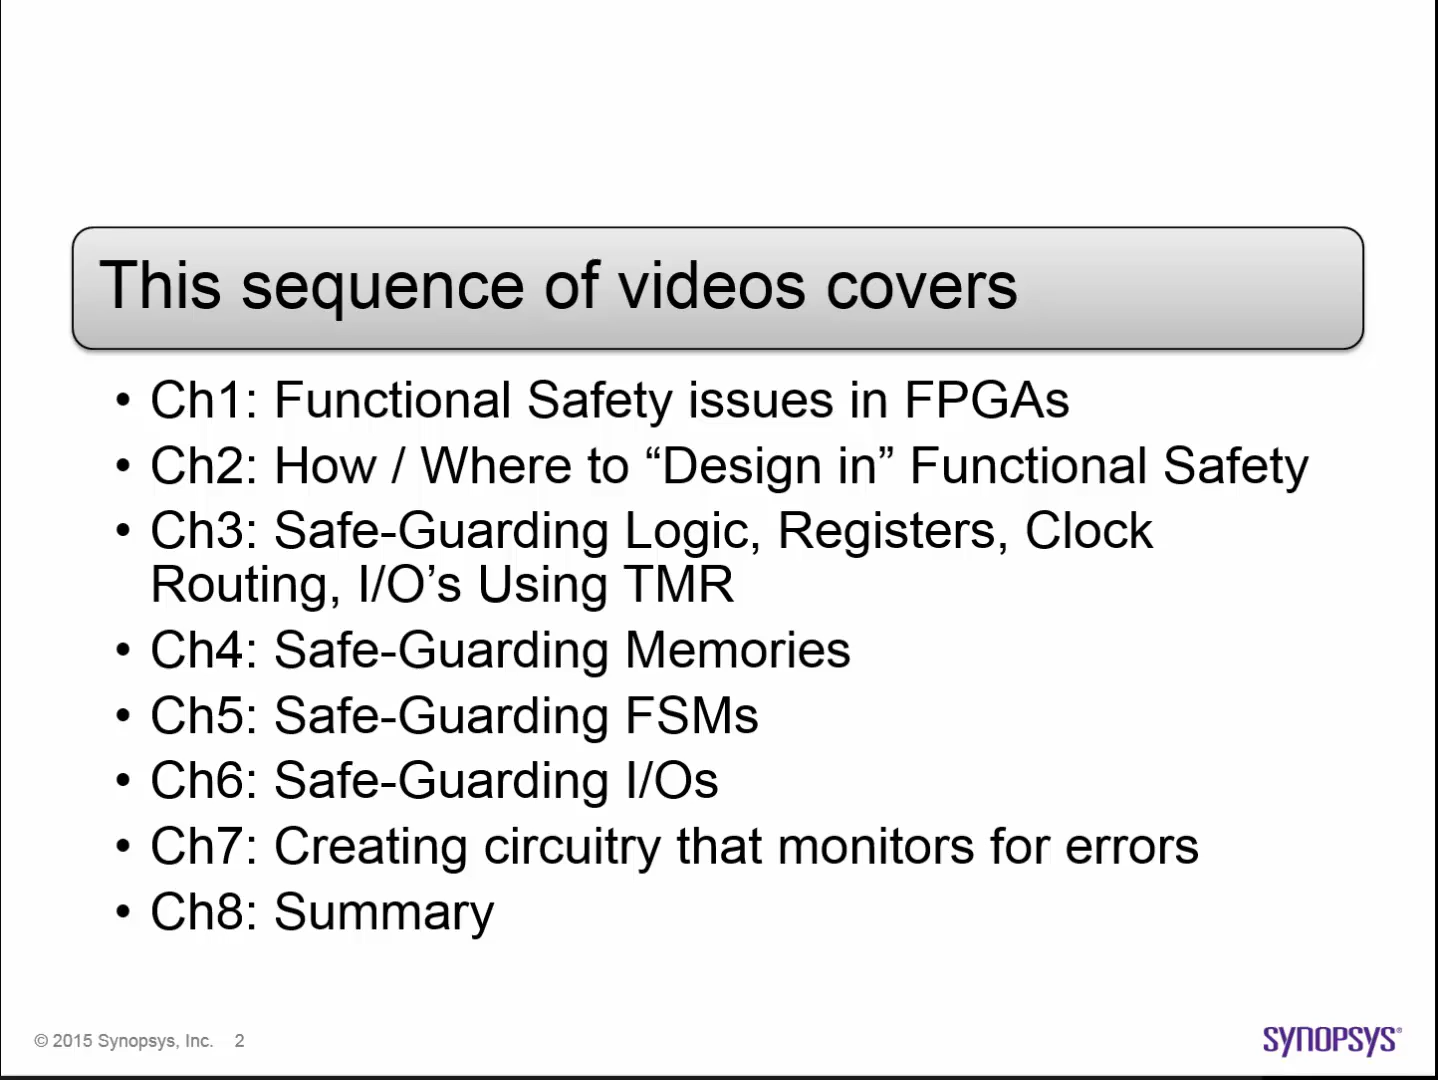 This sequence of videos covers
• Ch1: Functional Safety issues in FPGAs
• Ch2: How / Where to “Design in” Functional Safety
• Ch3: Safe-Guarding Logic, Registers, Clock
Routing, I/O’s Using TMR
• Ch4: Safe-Guarding Memories
• Ch5: Safe-Guarding FSMs
• Ch6: Safe-Guarding I/Os
• Ch7: Creating circuitry that monitors for errors
• Ch8: Summary
© 2015 Synopsys, Inc. 2
SYNOPSYS®